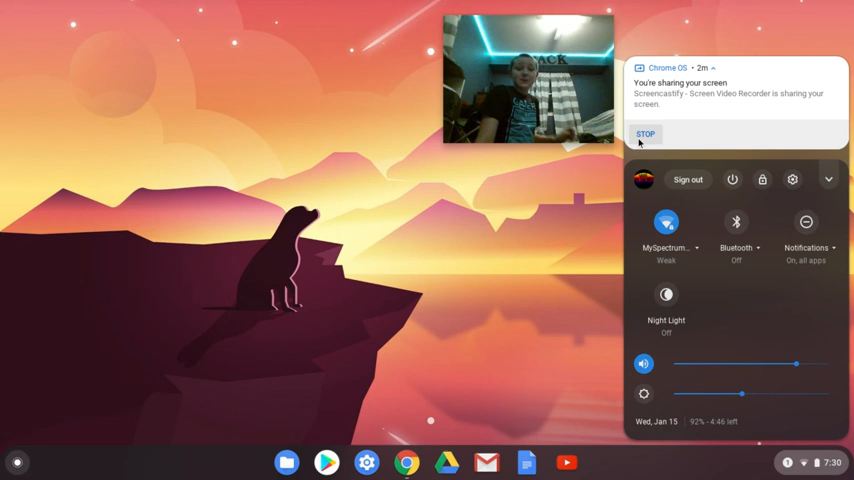 ACK
Chrome OS • 2m
You're sharing your screen
Screencastify - Screen Video Recorder is sharing your
screen.
STOP
Sign out
MySpectrum... Bluetooth Notifications
Weak Off On, all apps
Night Light
Off
Wed, Jan 15 | 92% - 4:46 left
1 7:30